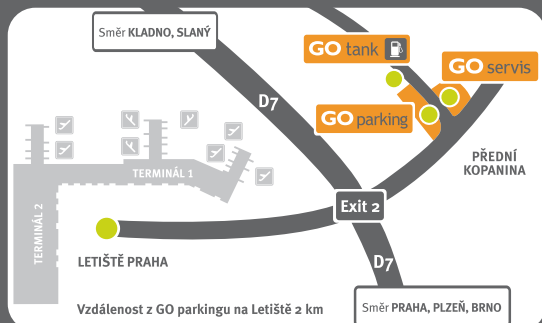 Směr KLADNO, SLANÝ
GO tank
GO servis
D7
GO parking
PŘEDNÍ
KOPANINA
TERMINÁL 1
TERMINÁL 2
Exit 2
LETIŠTĚ PRAHA
D7
Vzdálenost z GO parkingu na Letiště 2 km
Směr PRAHA, PLZEŇ, BRNO